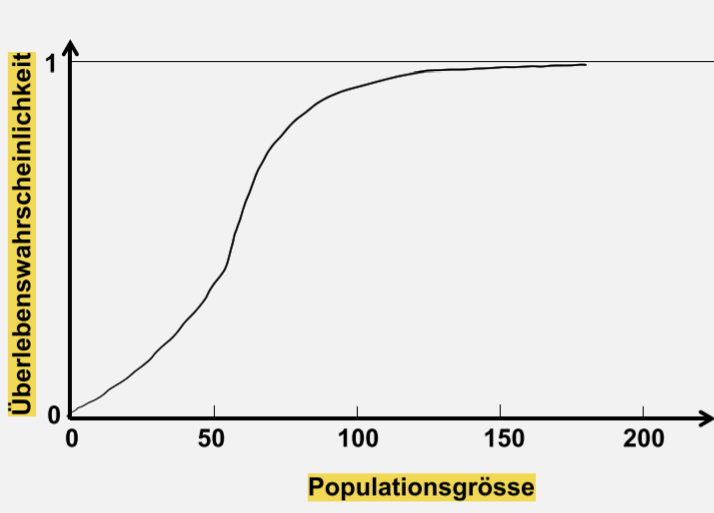 Überlebenswahrscheinlichkeit
1
0
0 50 100 150 200
Populationsgrösse